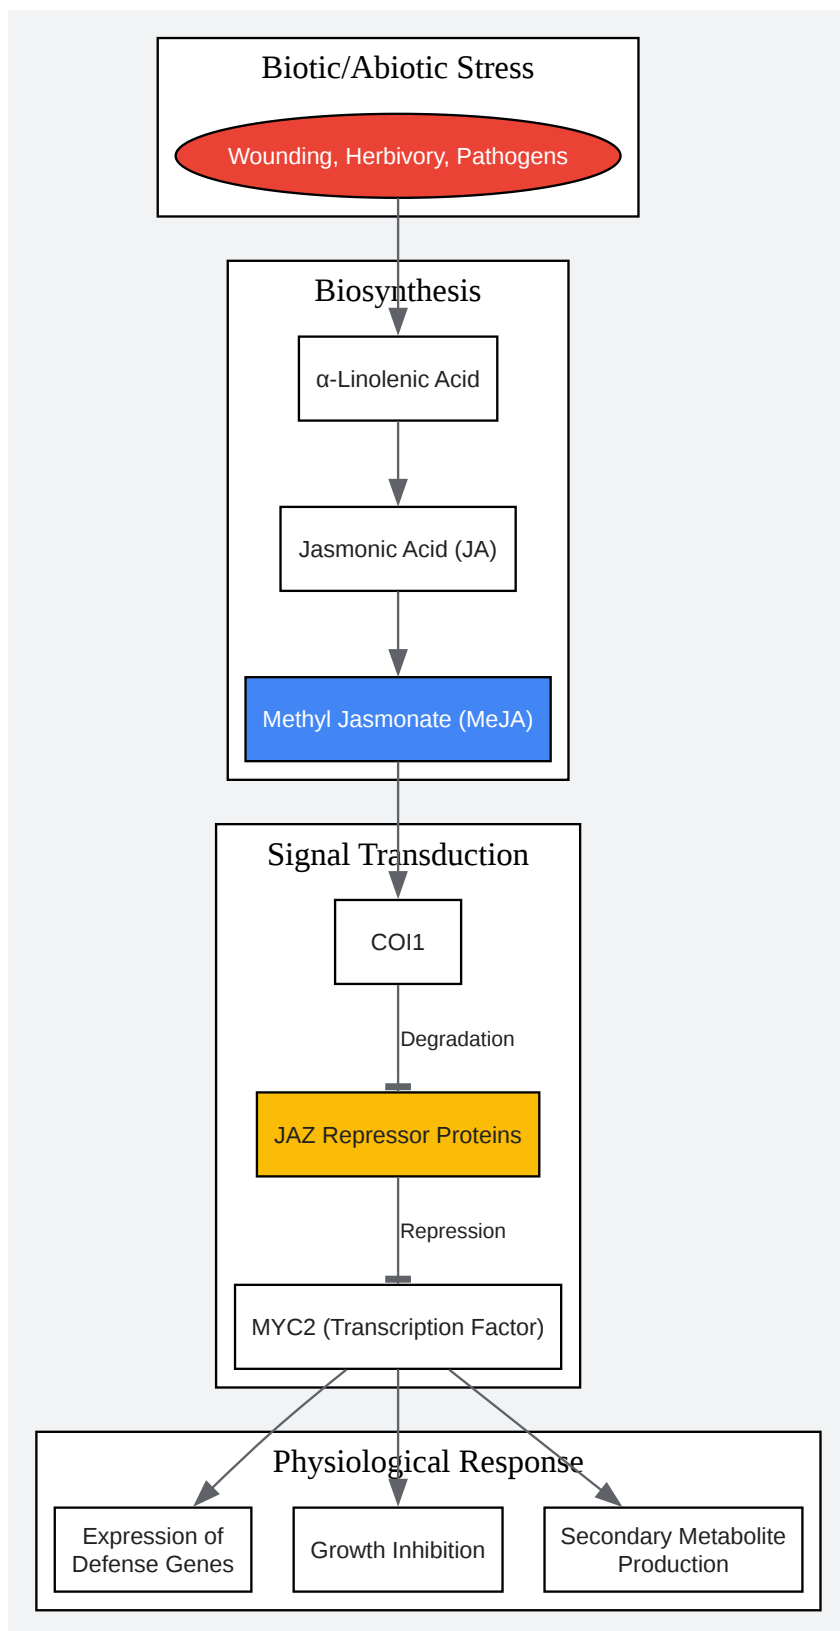 Biotic/Abiotic Stress
Wounding, Herbivory, Pathogens
Biosynthesis
α-Linolenic Acid
Jasmonic Acid (JA)
Methyl Jasmonate (MeJA)
Signal Transduction
COI1
Degradation
JAZ Repressor Proteins
Repression
MYC2 (Transcription Factor)
Physiological Response
Expression of
Defense Genes
Growth Inhibition
Secondary Metabolite
Production